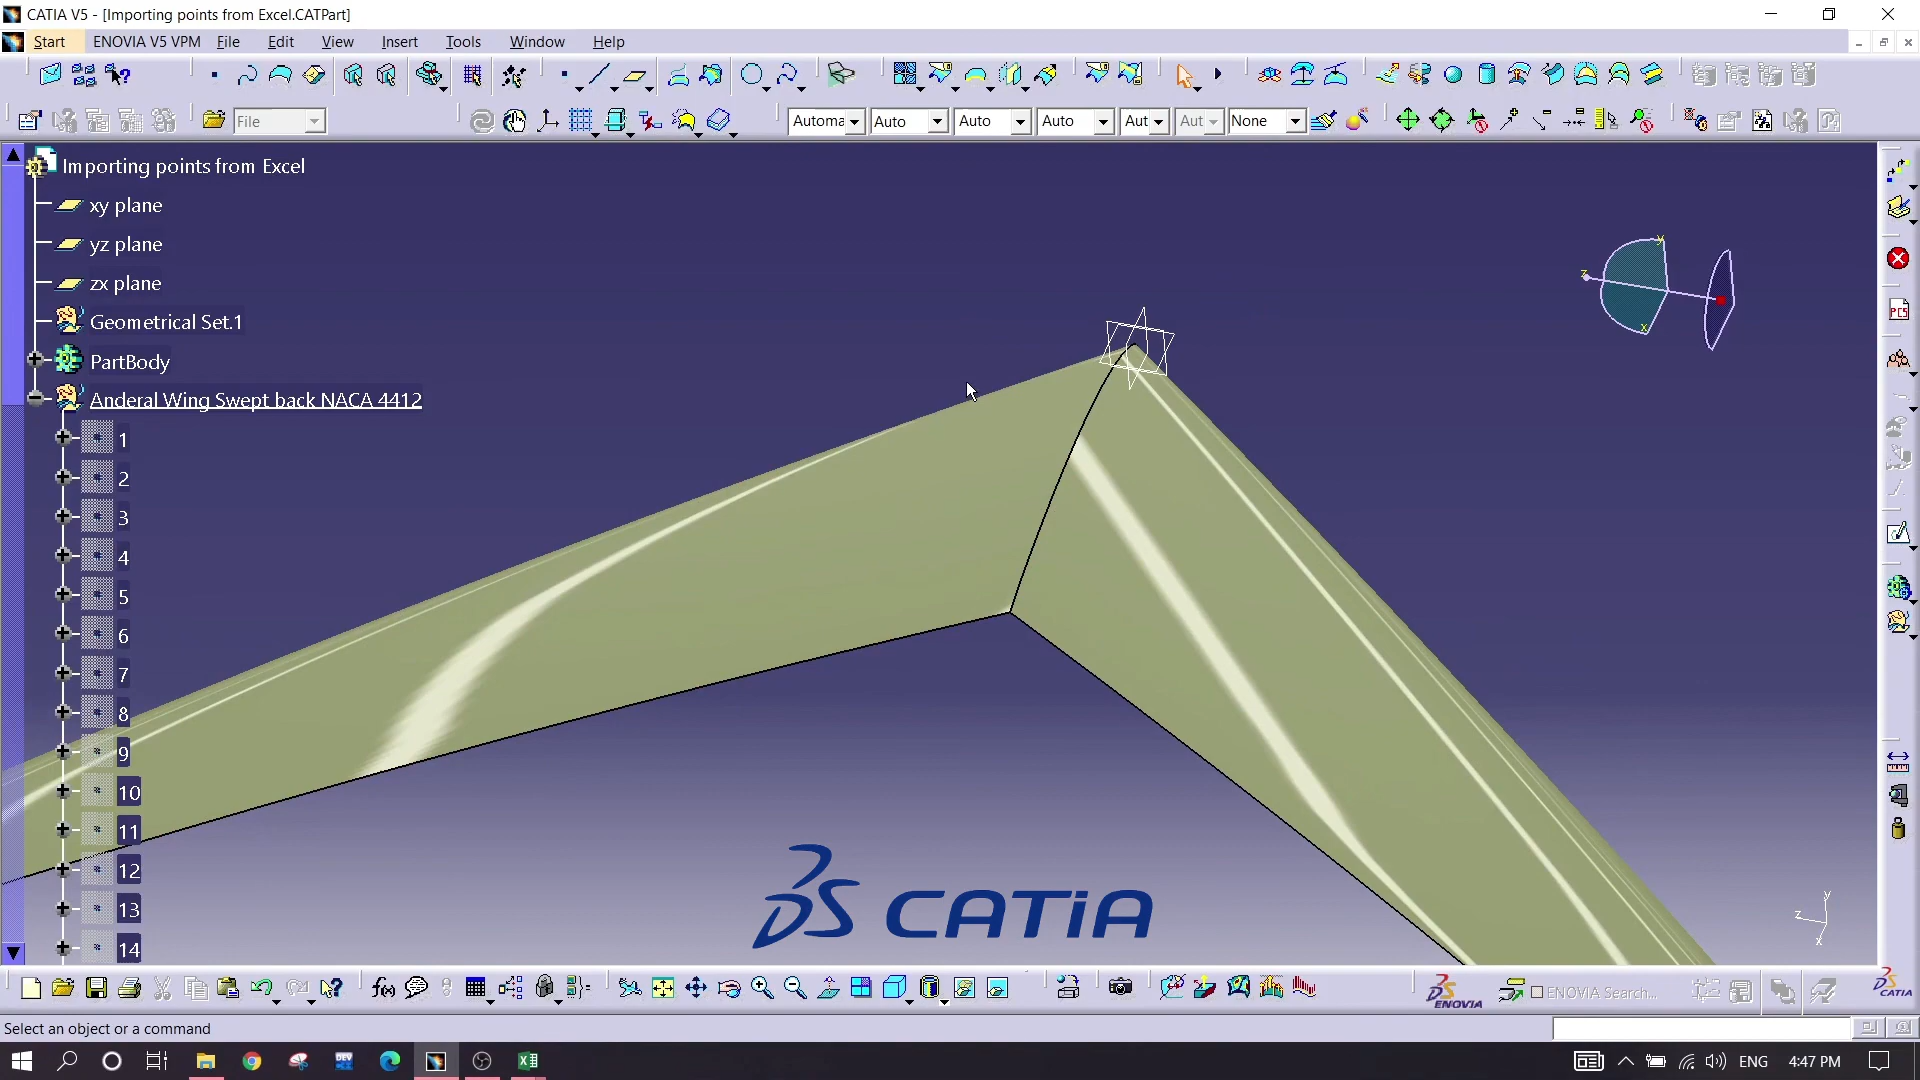 CATIA V5 - [Importing points from Excel.CATPart]
Start ENOVIA V5 VPM File Edit View Insert Tools Window Help
File Automa Auto Auto Auto Aut Aut None
Importing points from Excel
xy plane
yz plane
zx plane
Geometrical Set.1
PartBody
Anderal Wing Swept back NACA 4412
1
2
3
4
5
6
7
8
9
10
11
12
13
14
y
z
x
PCS
CATIA
y
z
x
f(x)
ENOVIA
ENOVIA Search...
CATIA
Select an object or a command
DEV
ENG 4:47 PM